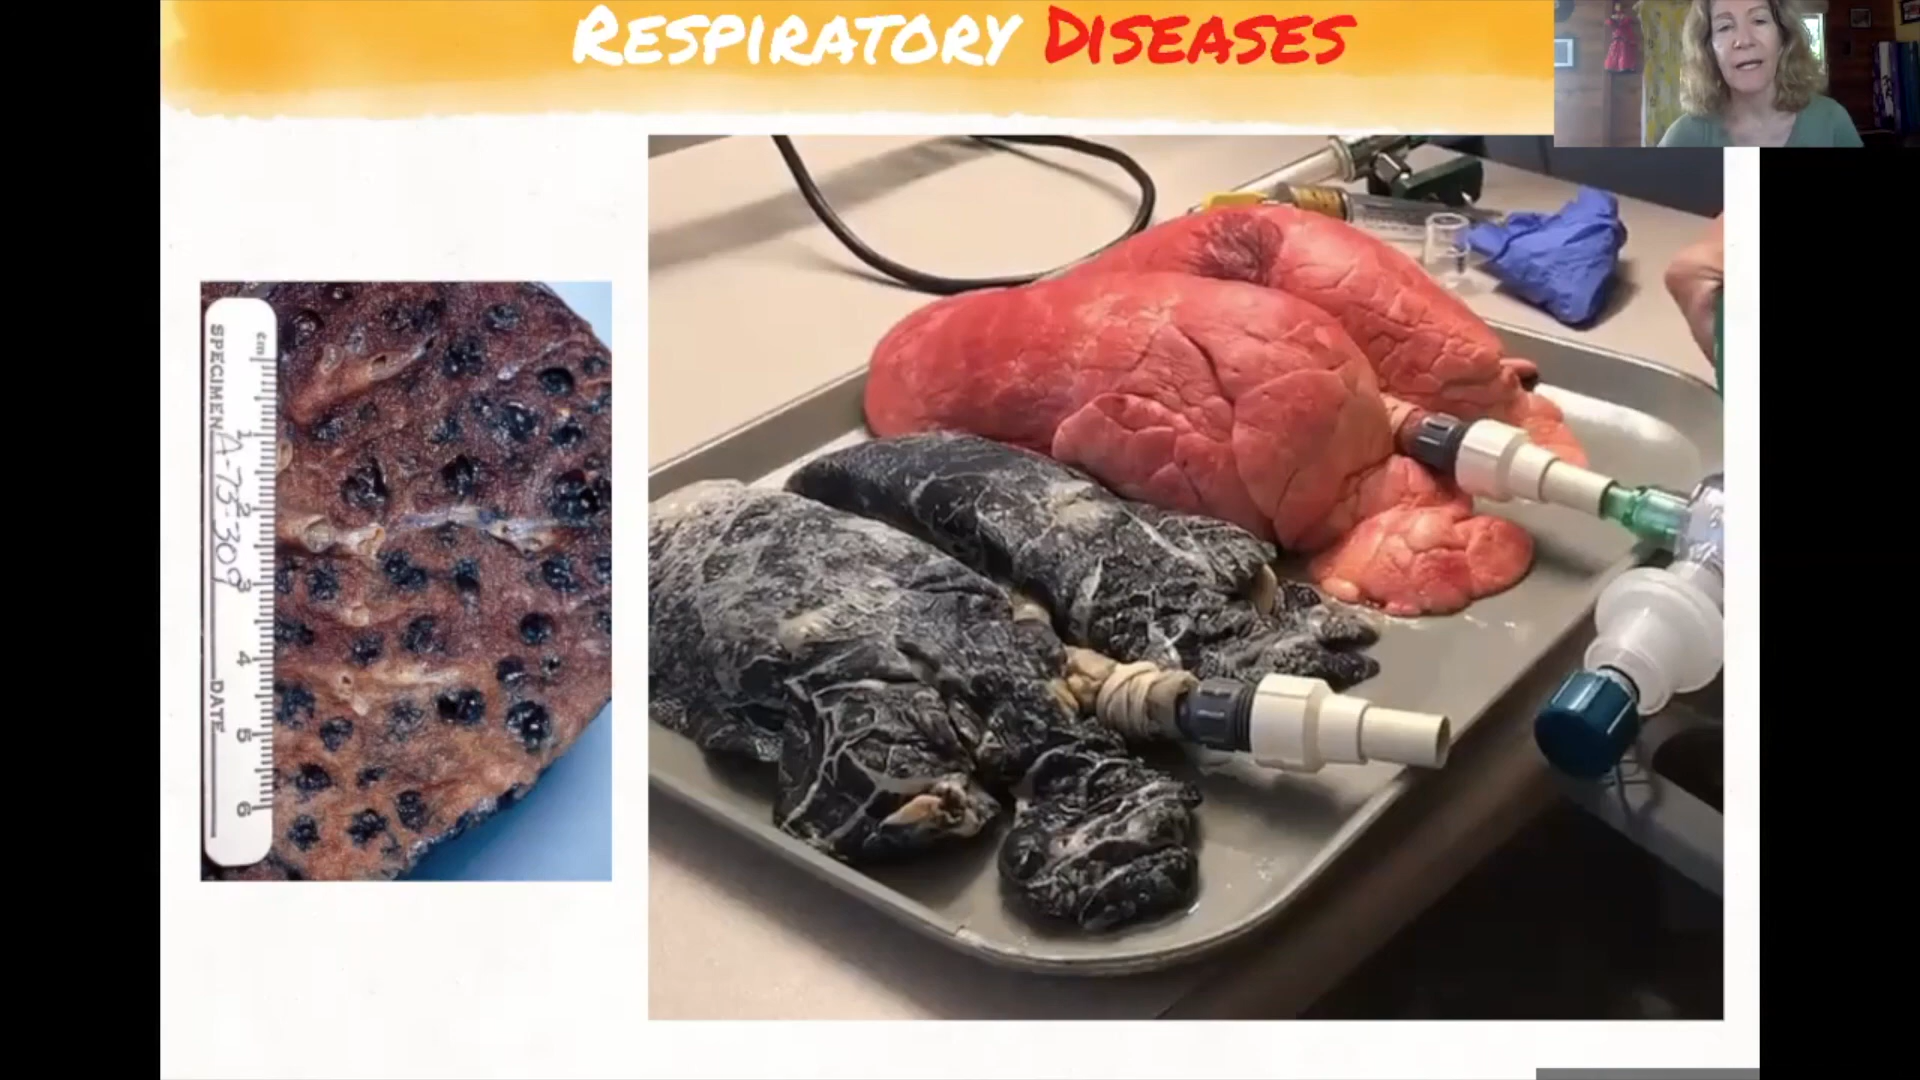 RESPIRATORY DISEASES
SPECIMEN A-73-309 DATE
cm
1
2
3
4
5
6